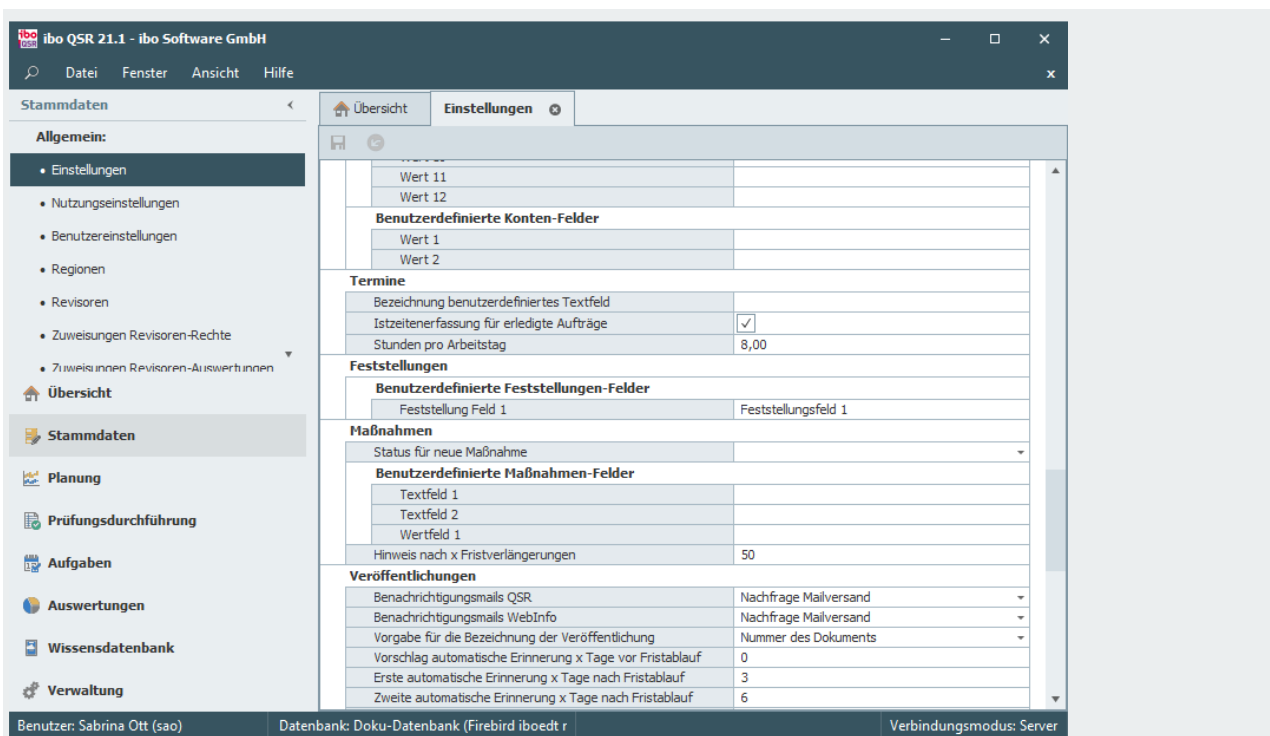 ibo QSR 21.1 - ibo Software GmbH
Datei Fenster Ansicht Hilfe
Stammdaten
Allgemein:
• Einstellungen
• Nutzungseinstellungen
• Benutzereinstellungen
• Regionen
• Revisoren
• Zuweisungen Revisoren-Rechte
• Zuweisungen Revisoren-Auswertungen
Übersicht
Stammdaten
Planung
Prüfungsdurchführung
Aufgaben
Auswertungen
Wissensdatenbank
Verwaltung
Übersicht Einstellungen
Wert 11
Wert 12
Benutzerdefinierte Konten-Felder
Wert 1
Wert 2
Termine
Bezeichnung benutzerdefiniertes Textfeld
Istzeitenerfassung für erledigte Aufträge
Stunden pro Arbeitstag 8,00
Feststellungen
Benutzerdefinierte Feststellungen-Felder
Feststellung Feld 1 Feststellungsfeld 1
Maßnahmen
Status für neue Maßnahme
Benutzerdefinierte Maßnahmen-Felder
Textfeld 1
Textfeld 2
Wertfeld 1
Hinweis nach x Fristverlängerungen 50
Veröffentlichungen
Benachrichtigungsmails QSR Nachfrage Mailversand
Benachrichtigungsmails WebInfo Nachfrage Mailversand
Vorgabe für die Bezeichnung der Veröffentlichung Nummer des Dokuments
Vorschlag automatische Erinnerung x Tage vor Fristablauf 0
Erste automatische Erinnerung x Tage nach Fristablauf 3
Zweite automatische Erinnerung x Tage nach Fristablauf 6
Benutzer: Sabrina Ott (sao) Datenbank: Doku-Datenbank (Firebird iboedt r Verbindungsmodus: Server